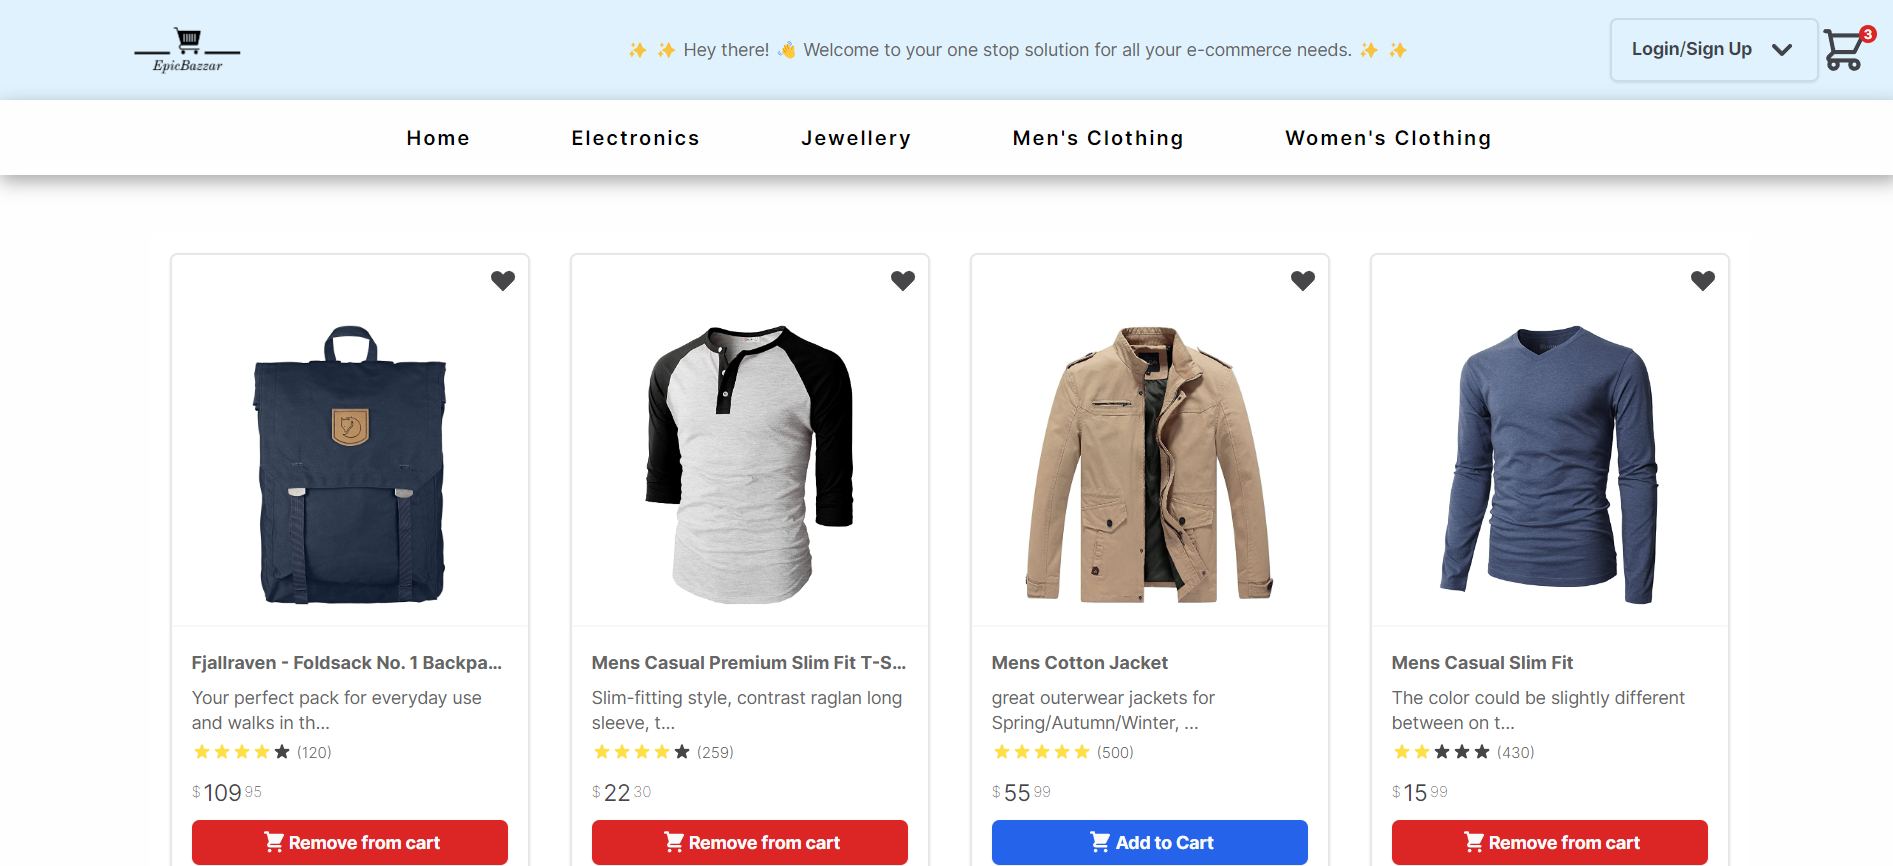 EpicBazzar
✨ ✨ Hey there! 👋 Welcome to your one stop solution for all your e-commerce needs. ✨ ✨
Login/Sign Up
3
Home
Electronics
Jewellery
Men's Clothing
Women's Clothing
Fjallraven - Foldsack No. 1 Backpa...
Your perfect pack for everyday use
and walks in th...
(120)
$109 95
Remove from cart
Mens Casual Premium Slim Fit T-S...
Slim-fitting style, contrast raglan long
sleeve, t...
(259)
$22 30
Remove from cart
Mens Cotton Jacket
great outerwear jackets for
Spring/Autumn/Winter, ...
(500)
$55 99
Add to Cart
Mens Casual Slim Fit
The color could be slightly different
between on t...
(430)
$15 99
Remove from cart